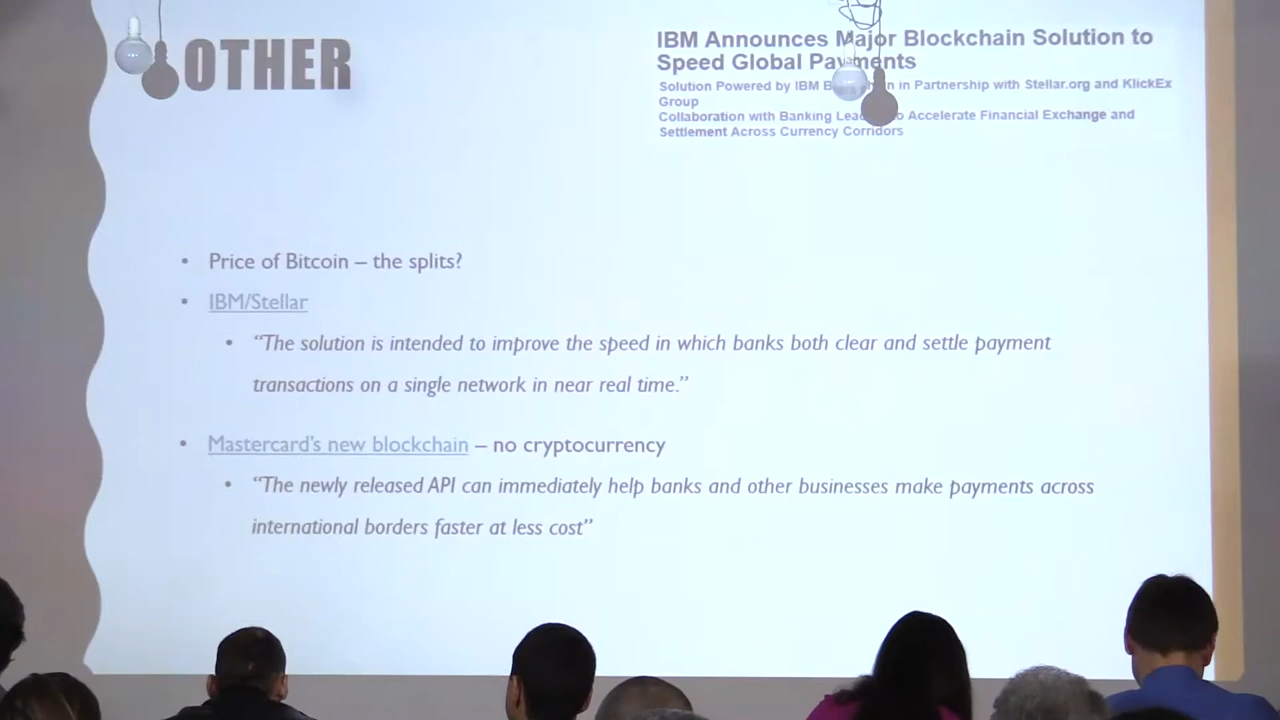 OTHER
IBM Announces Major Blockchain Solution to
Speed Global Payments
Solution Powered by IBM in Partnership with Stellar.org and KlickEx
Group
Collaboration with Banking Accelerate Financial Exchange and
Settlement Across Currency Corridors
• Price of Bitcoin – the splits?
• IBM/Stellar
• “The solution is intended to improve the speed in which banks both clear and settle payment
transactions on a single network in near real time.”
• Mastercard’s new blockchain – no cryptocurrency
• “The newly released API can immediately help banks and other businesses make payments across
international borders faster at less cost”